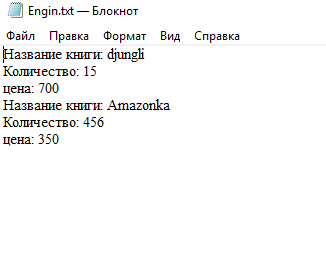 Engin.txt — Блокнот
Файл Правка Формат Вид Справка
Название книги: djungli
Количество: 15
цена: 700
Название книги: Amazonka
Количество: 456
цена: 350